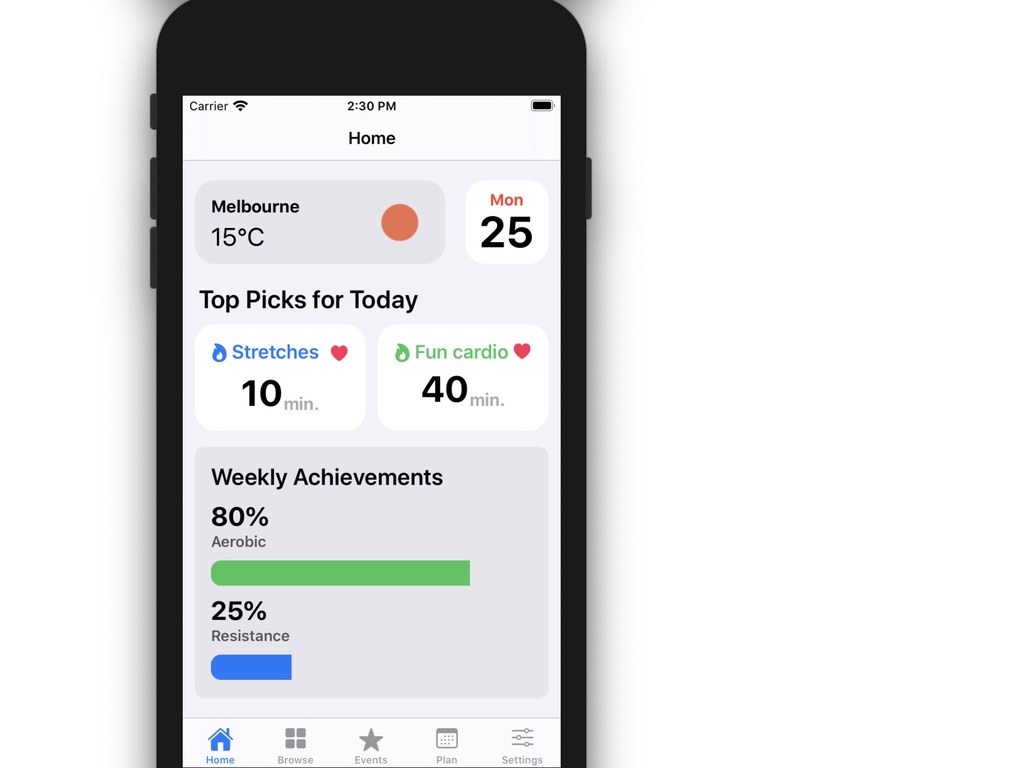 Carrier
2:30 PM
Home
Melbourne
15°C
Mon
25
Top Picks for Today
Stretches
10 min.
Fun cardio
40 min.
Weekly Achievements
80%
Aerobic
25%
Resistance
Home Browse Events Plan Settings